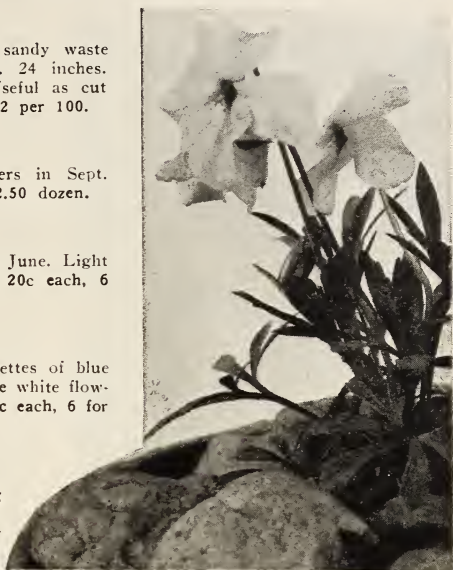 sandy waste
. 24 inches.
seful as cut
2 per 100.
ers in Sept.
2.50 dozen.
June. Light
20c each, 6
ettes of blue
e white flow-
c each, 6 for